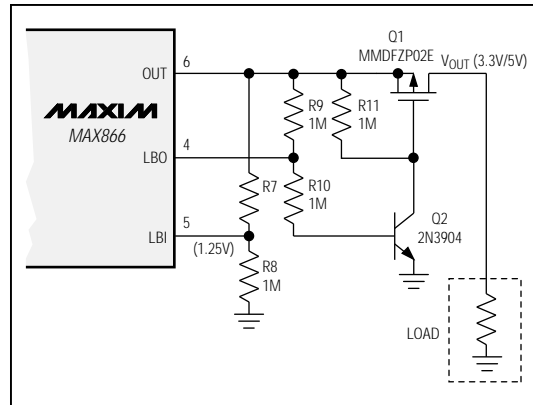 Q1
MMDFZP02E
V_OUT (3.3V/5V)
6
OUT
R9
1M
R11
1M
MAXIM
MAX866
4
LBO
R7
R10
1M
Q2
2N3904
5
LBI
(1.25V)
R8
1M
LOAD